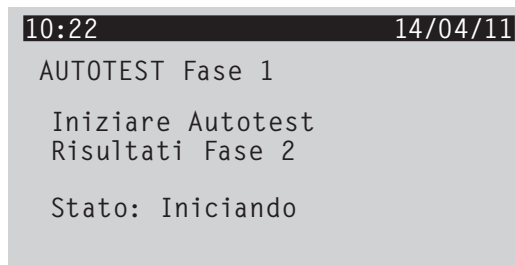 10:22 14/04/11
AUTOTEST Fase 1
Iniziare Autotest
Risultati Fase 2
Stato: Iniciando